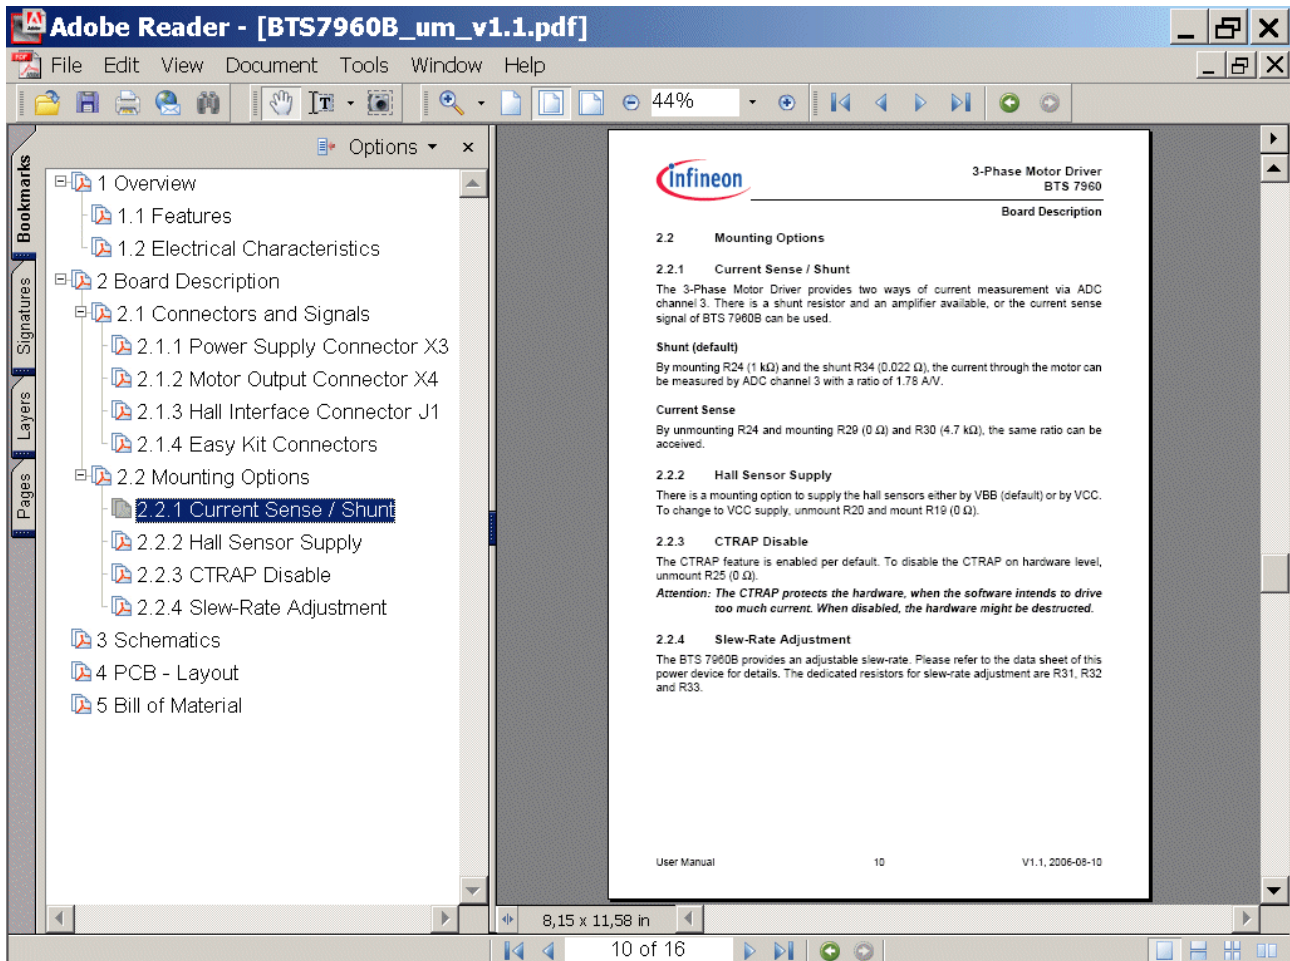 Adobe Reader - [BTS7960B_um_v1.1.pdf]
File Edit View Document Tools Window Help
44%
Options
Bookmarks
Signatures
Layers
Pages
1 Overview
1.1 Features
1.2 Electrical Characteristics
2 Board Description
2.1 Connectors and Signals
2.1.1 Power Supply Connector X3
2.1.2 Motor Output Connector X4
2.1.3 Hall Interface Connector J1
2.1.4 Easy Kit Connectors
2.2 Mounting Options
2.2.1 Current Sense / Shunt
2.2.2 Hall Sensor Supply
2.2.3 CTRAP Disable
2.2.4 Slew-Rate Adjustment
3 Schematics
4 PCB - Layout
5 Bill of Material
infineon
3-Phase Motor Driver
BTS 7960
Board Description
2.2 Mounting Options
2.2.1 Current Sense / Shunt
The 3-Phase Motor Driver provides two ways of current measurement via ADC
channel 3. There is a shunt resistor and an amplifier available, or the current sense
signal of BTS 7960B can be used.
Shunt (default)
By mounting R24 (1 kΩ) and the shunt R34 (0.022 Ω), the current through the motor can
be measured by ADC channel 3 with a ratio of 1.78 A/V.
Current Sense
By unmounting R24 and mounting R29 (0 Ω) and R30 (4.7 kΩ), the same ratio can be
acceived.
2.2.2 Hall Sensor Supply
There is a mounting option to supply the hall sensors either by VBB (default) or by VCC.
To change to VCC supply, unmount R20 and mount R19 (0 Ω).
2.2.3 CTRAP Disable
The CTRAP feature is enabled per default. To disable the CTRAP on hardware level,
unmount R25 (0 Ω).
Attention: The CTRAP protects the hardware, when the software intends to drive
too much current. When disabled, the hardware might be destructed.
2.2.4 Slew-Rate Adjustment
The BTS 7960B provides an adjustable slew-rate. Please refer to the data sheet of this
power device for details. The dedicated resistors for slew-rate adjustment are R31, R32
and R33.
User Manual 10 V1.1, 2006-08-10
8,15 x 11,58 in
10 of 16